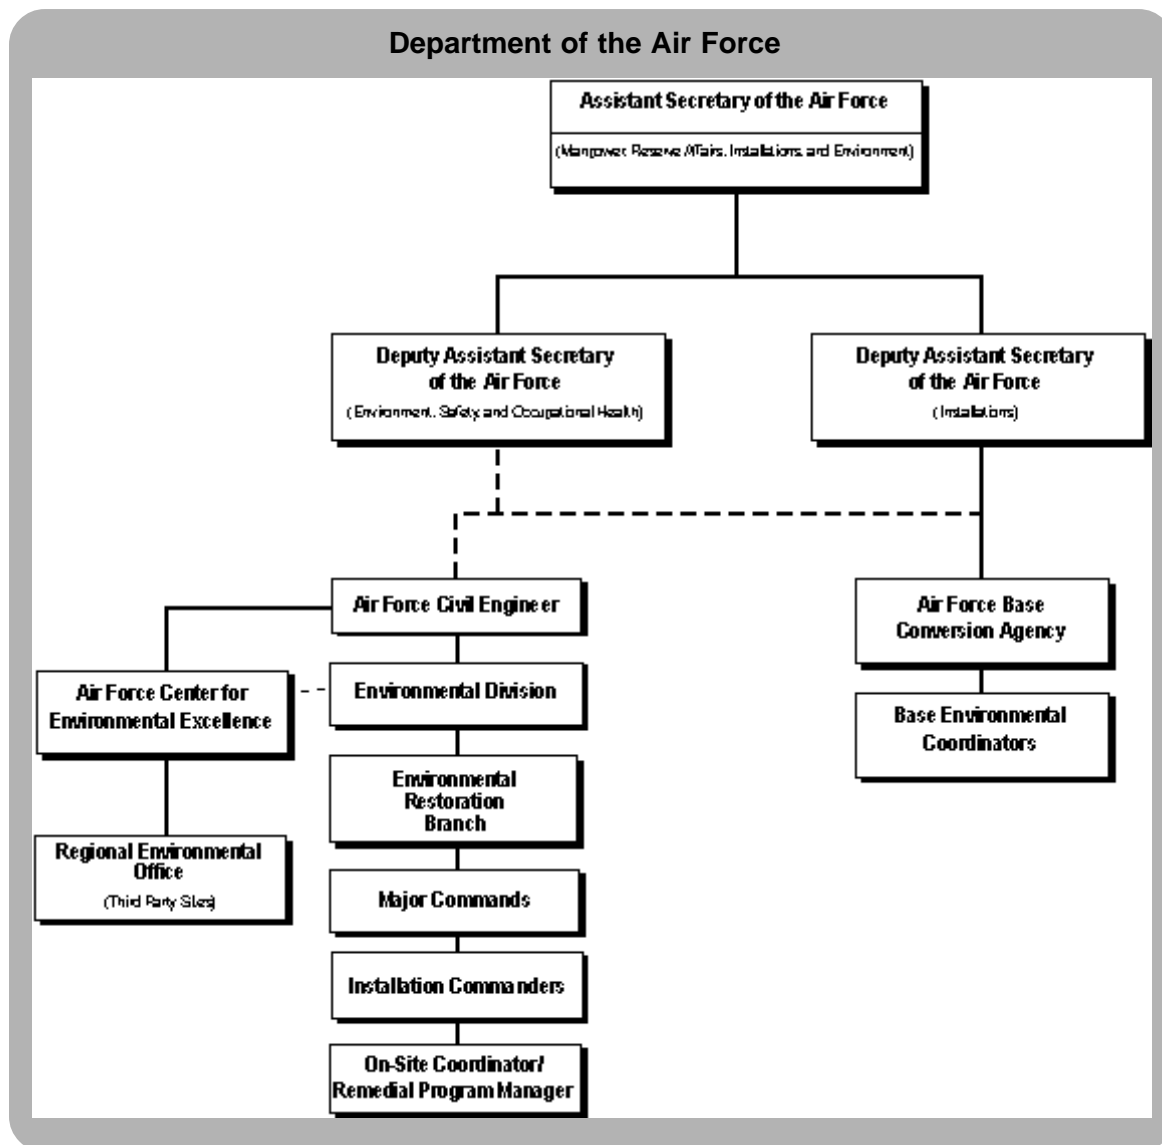 Department of the Air Force
Assistant Secretary of the Air Force
(Manpower, Reserve Affairs, Installations, and Environment)
Deputy Assistant Secretary
of the Air Force
(Environment, Safety, and Occupational Health)
Deputy Assistant Secretary
of the Air Force
(Installations)
Air Force Civil Engineer
Air Force Base
Conversion Agency
Air Force Center for
Environmental Excellence
Environmental Division
Base Environmental
Coordinators
Environmental
Restoration
Branch
Regional Environmental
Office
(Third Party Sites)
Major Commands
Installation Commanders
On-Site Coordinator/
Remedial Program Manager